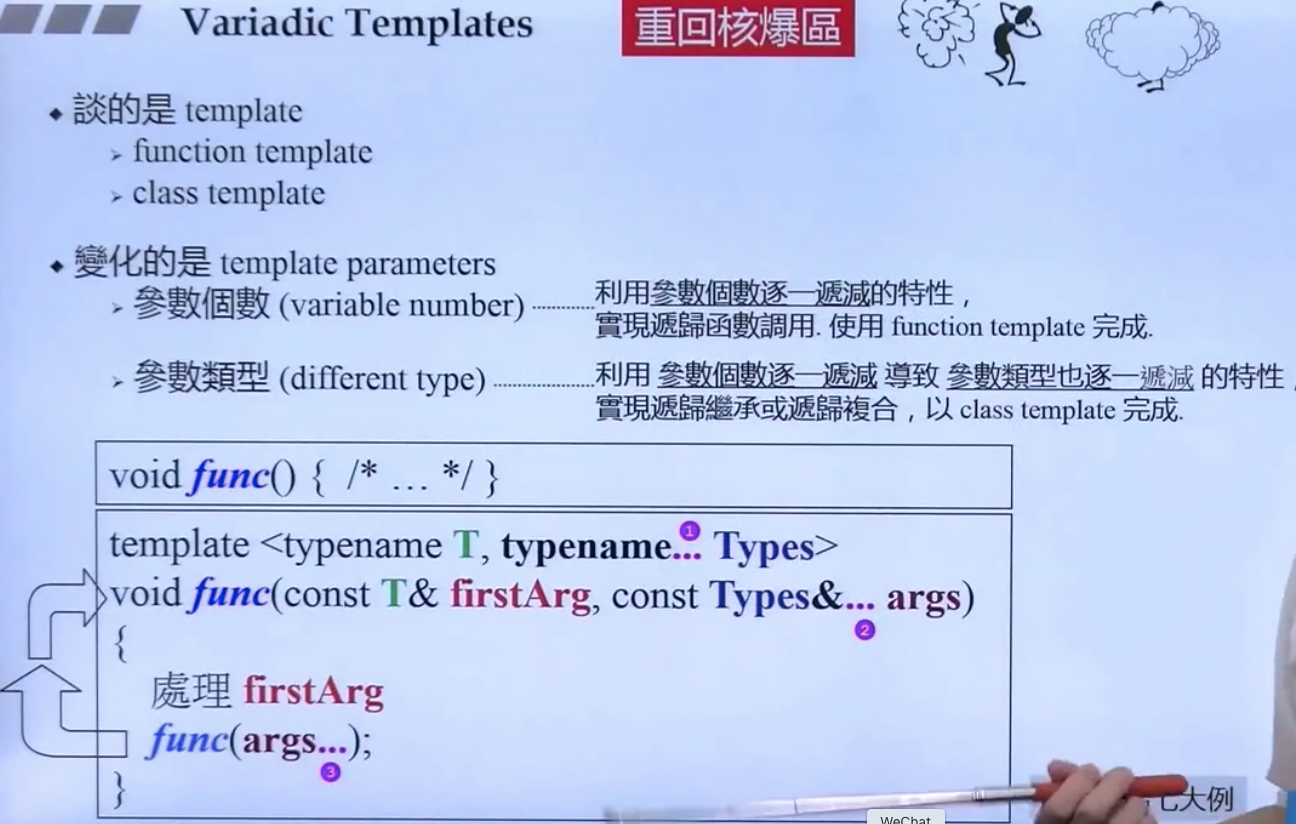 Variadic Templates
重回核爆區
談的是 template
function template
class template
變化的是 template parameters
參數個數 (variable number)
利用參數個數逐一遞減的特性，
實現遞歸函數調用. 使用 function template 完成.
參數類型 (different type)
利用 參數個數逐一遞減 導致 參數類型也逐一遞減 的特性，
實現遞歸繼承或遞歸複合，以 class template 完成.
void func() { /* … */ }
template <typename T, typename... Types>
1
void func(const T& firstArg, const Types&... args)
2
{
處理 firstArg
func(args...);
3
}
七大例
WeChat